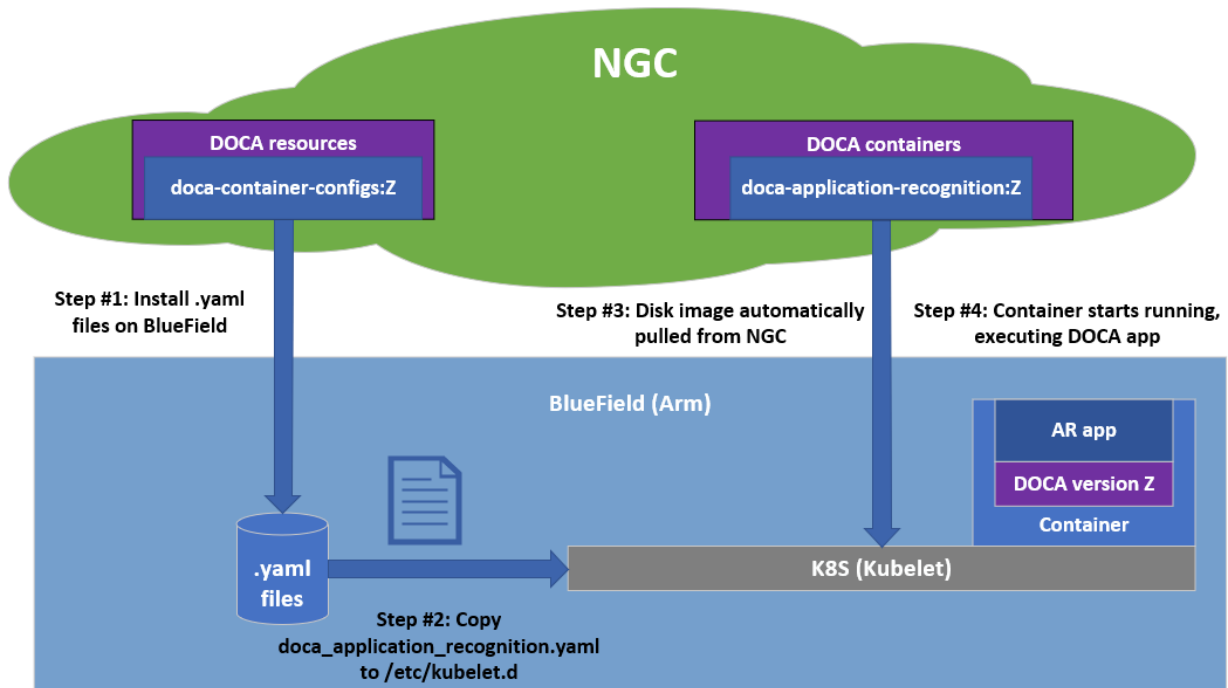 NGC
DOCA resources
doca-container-configs:Z
DOCA containers
doca-application-recognition:Z
Step #1: Install .yaml
files on BlueField
Step #3: Disk image automatically
pulled from NGC
Step #4: Container starts running,
executing DOCA app
BlueField (Arm)
AR app
DOCA version Z
Container
.yaml
files
K8S (Kubelet)
Step #2: Copy
doca_application_recognition.yaml
to /etc/kubelet.d